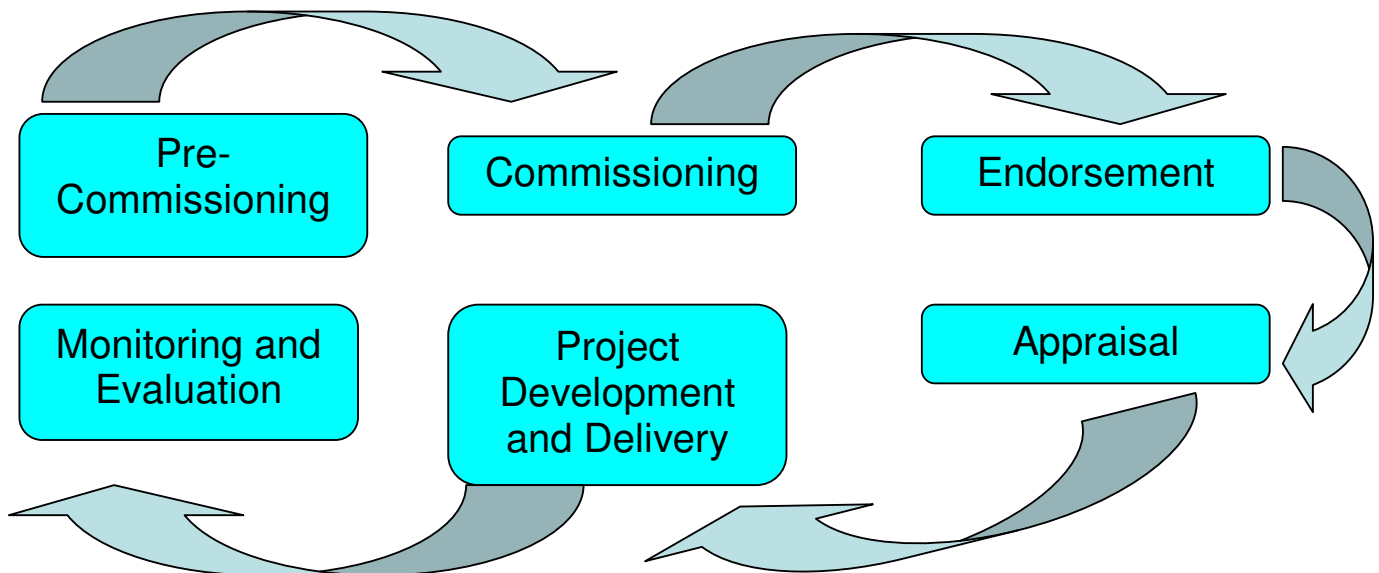 Pre-
Commissioning
Commissioning
Endorsement
Monitoring and
Evaluation
Project
Development
and Delivery
Appraisal